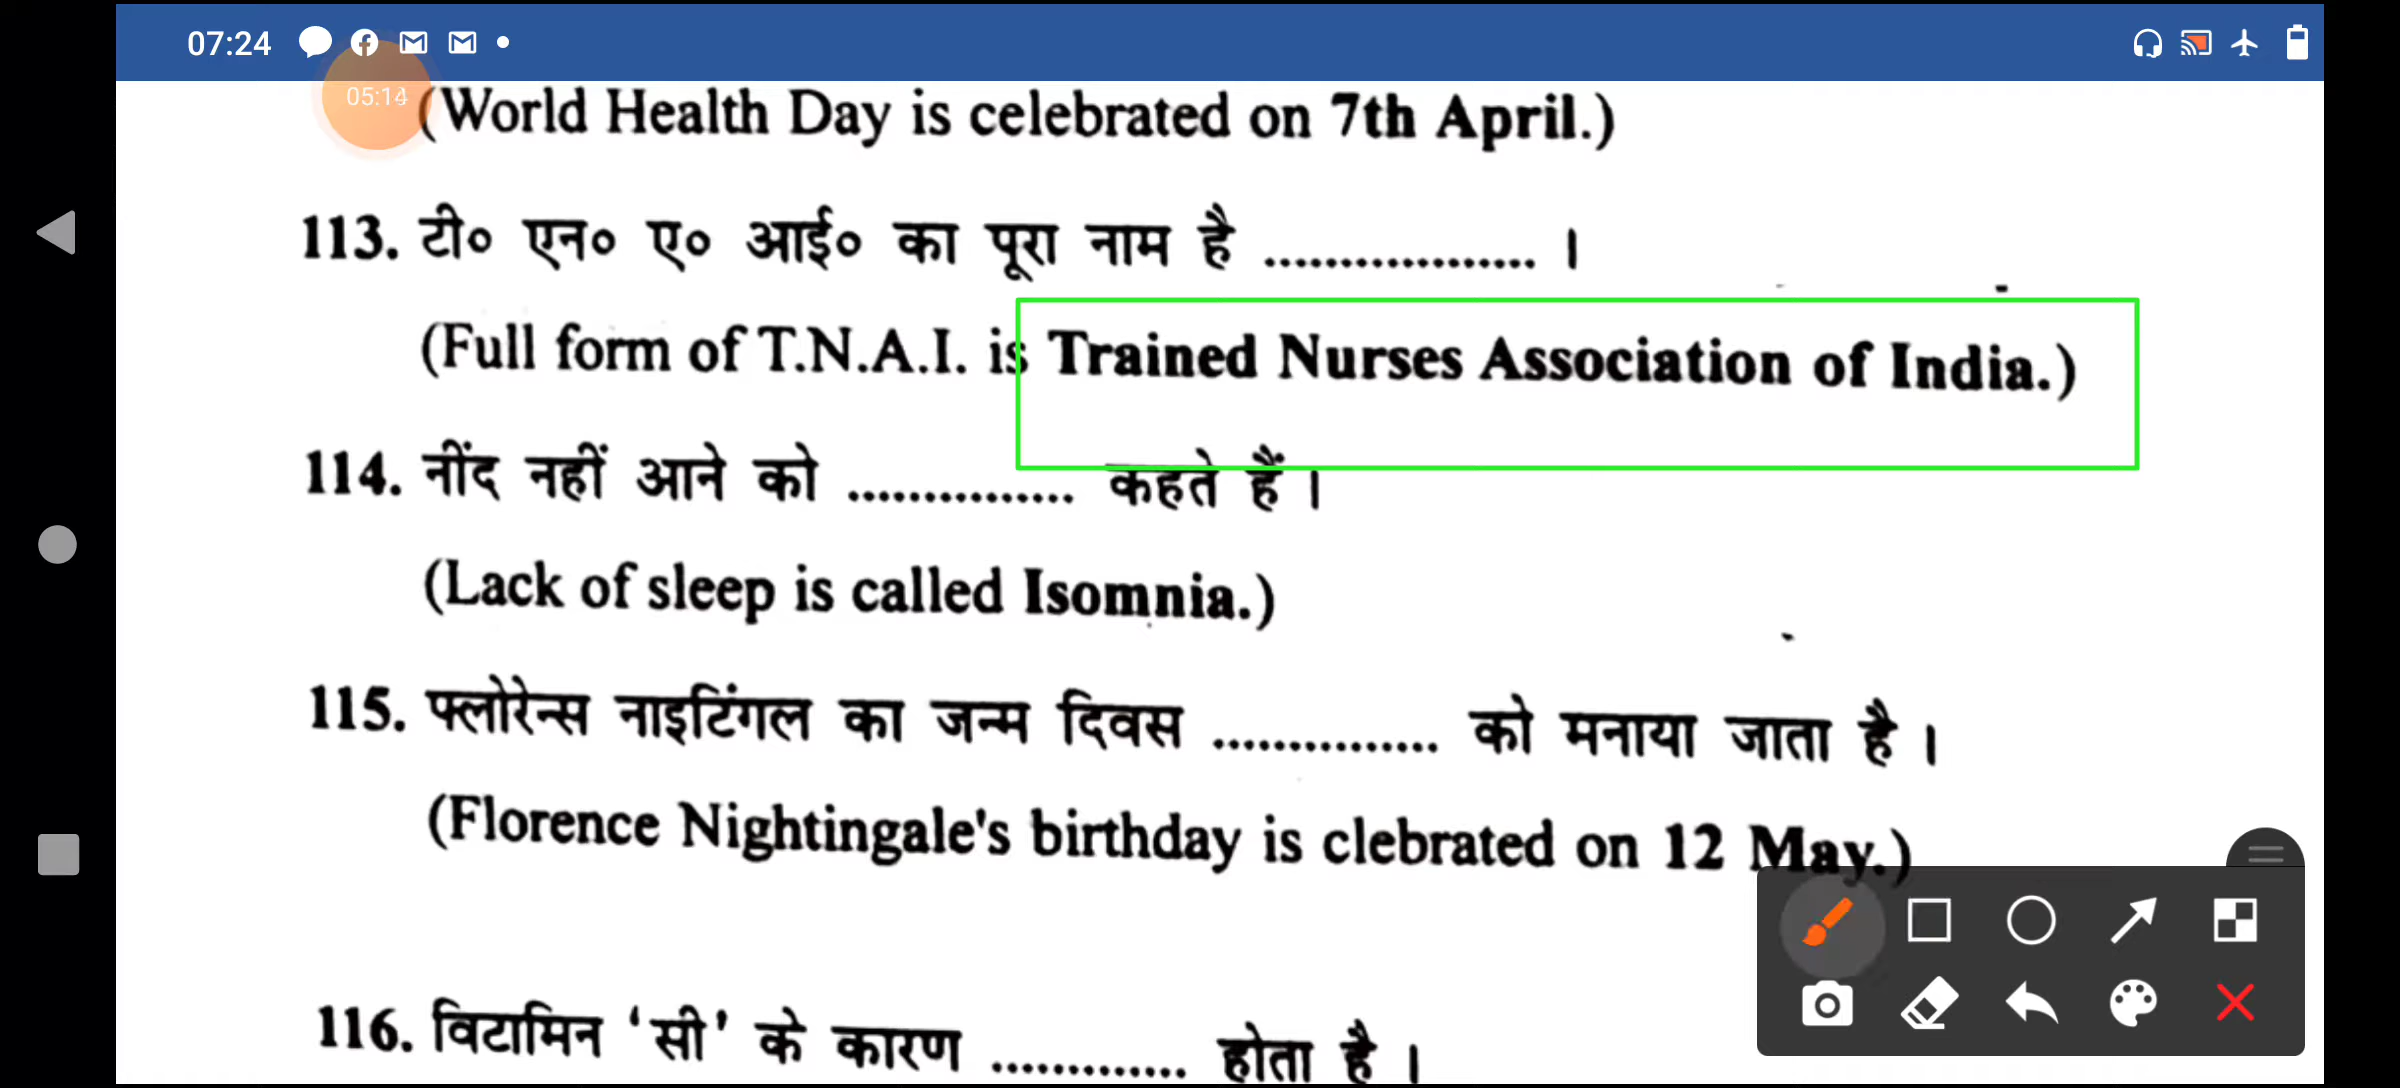 07:24
05:14
(World Health Day is celebrated on 7th April.)
113. टी० एन० ए० आई० का पूरा नाम है .................. ।
(Full form of T.N.A.I. is Trained Nurses Association of India.)
114. नींद नहीं आने को ............... कहते हैं ।
(Lack of sleep is called Isomnia.)
115. फ्लोरेन्स नाइटिंगल का जन्म दिवस ............... को मनाया जाता है ।
(Florence Nightingale's birthday is clebrated on 12 May.)
116. विटामिन ‘सी’ के कारण ............. होता है ।